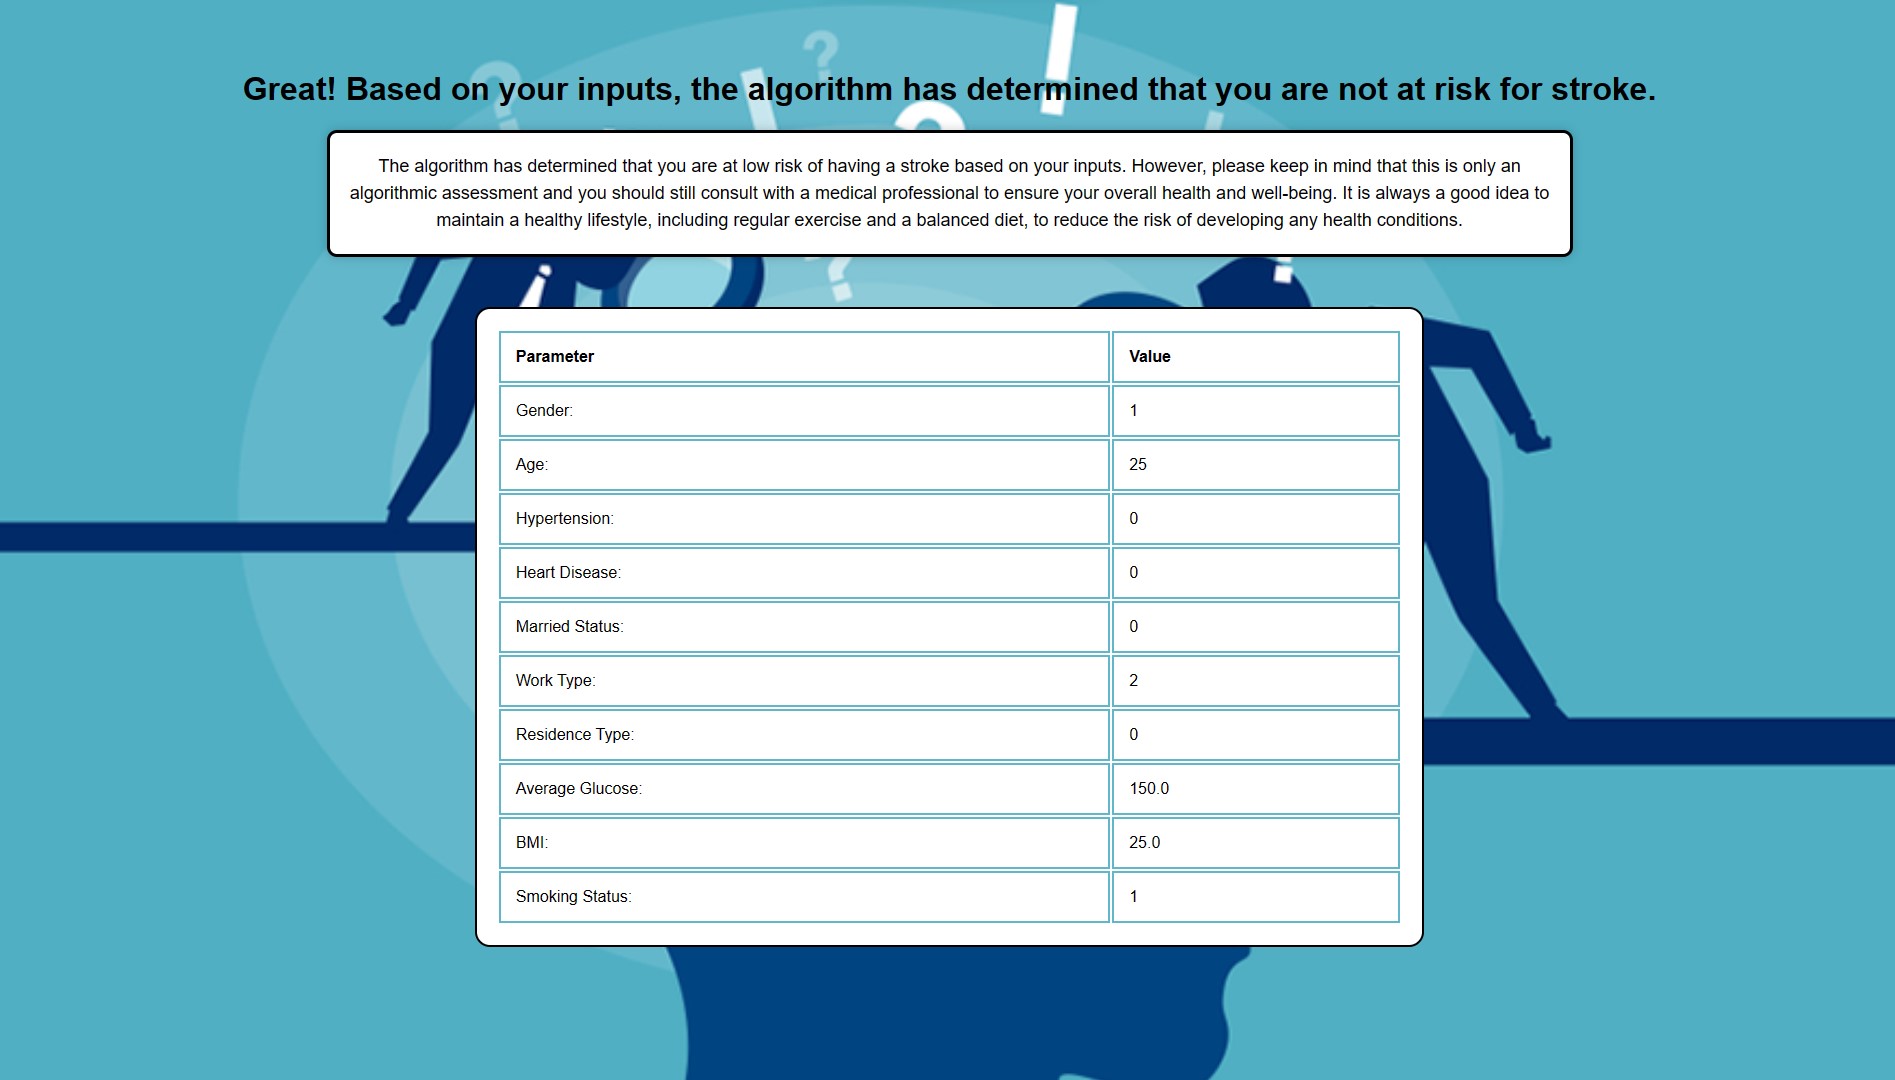 Great! Based on your inputs, the algorithm has determined that you are not at risk for stroke.
The algorithm has determined that you are at low risk of having a stroke based on your inputs. However, please keep in mind that this is only an
algorithmic assessment and you should still consult with a medical professional to ensure your overall health and well-being. It is always a good idea to
maintain a healthy lifestyle, including regular exercise and a balanced diet, to reduce the risk of developing any health conditions.
Parameter Value
Gender: 1
Age: 25
Hypertension: 0
Heart Disease: 0
Married Status: 0
Work Type: 2
Residence Type: 0
Average Glucose: 150.0
BMI: 25.0
Smoking Status: 1